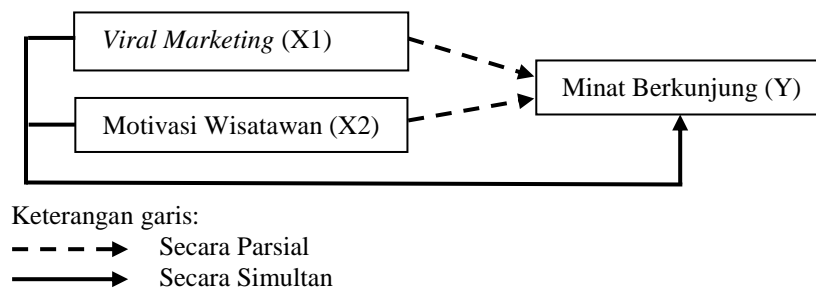 Viral Marketing (X1)
Minat Berkunjung (Y)
Motivasi Wisatawan (X2)
Keterangan garis:
Secara Parsial
Secara Simultan